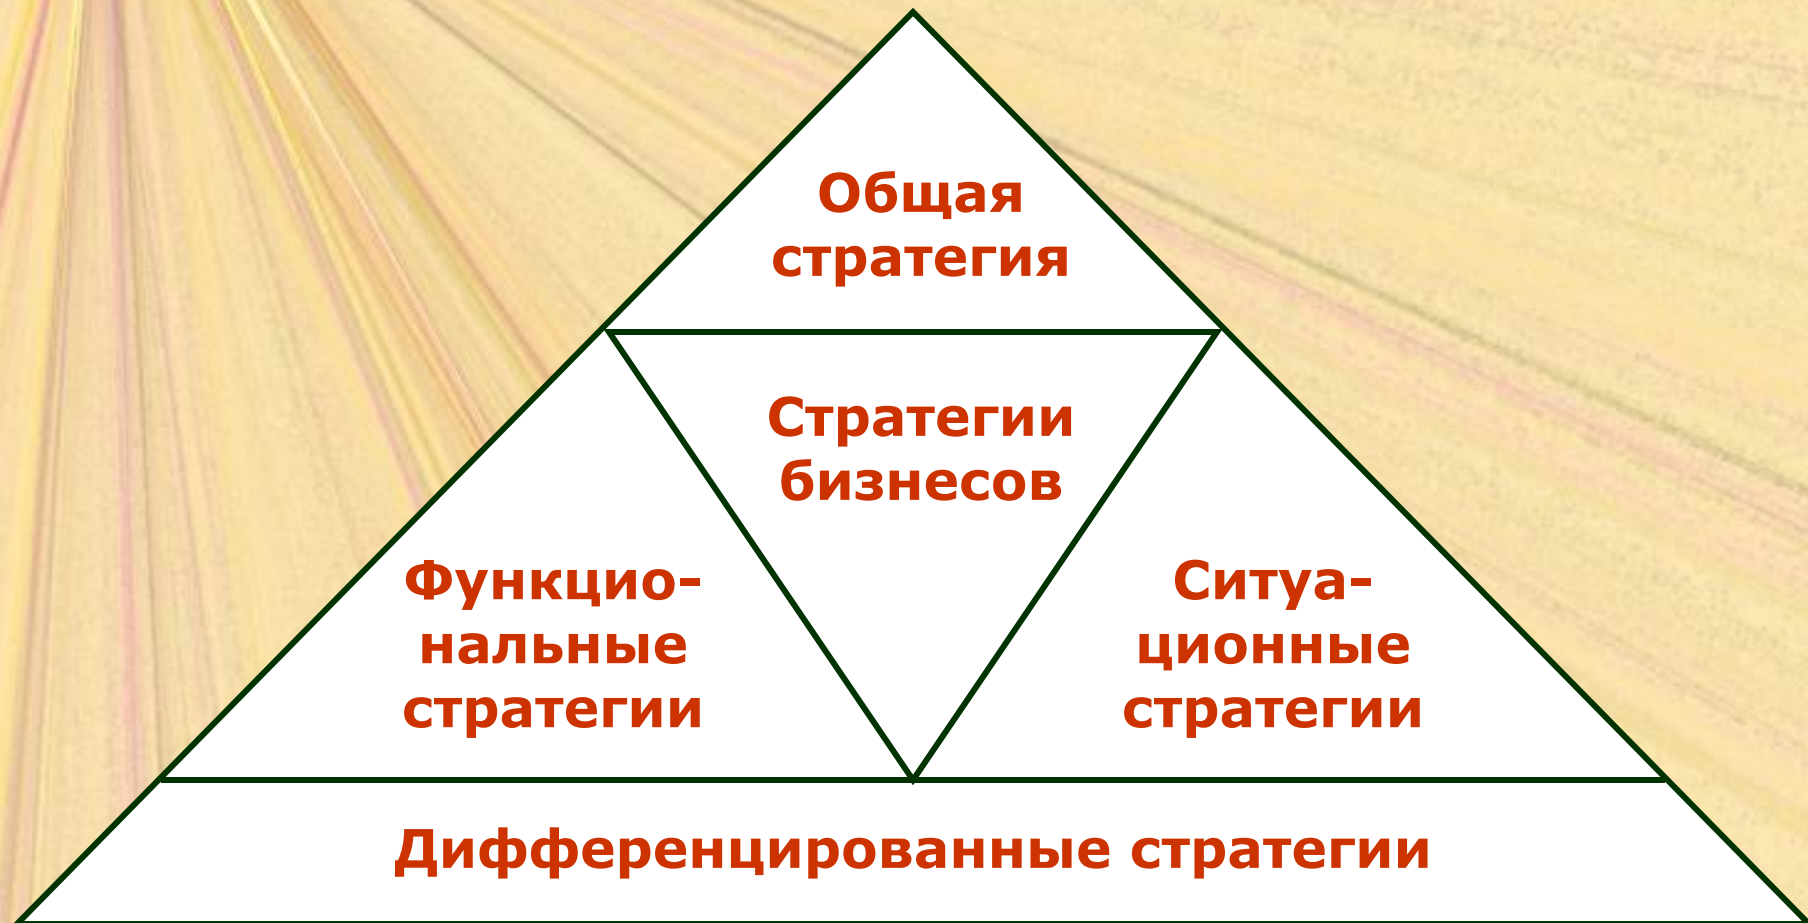 Общая
стратегия
Стратегии
бизнесов
Функцио-
нальные
стратегии
Ситуа-
ционные
стратегии
Дифференцированные стратегии